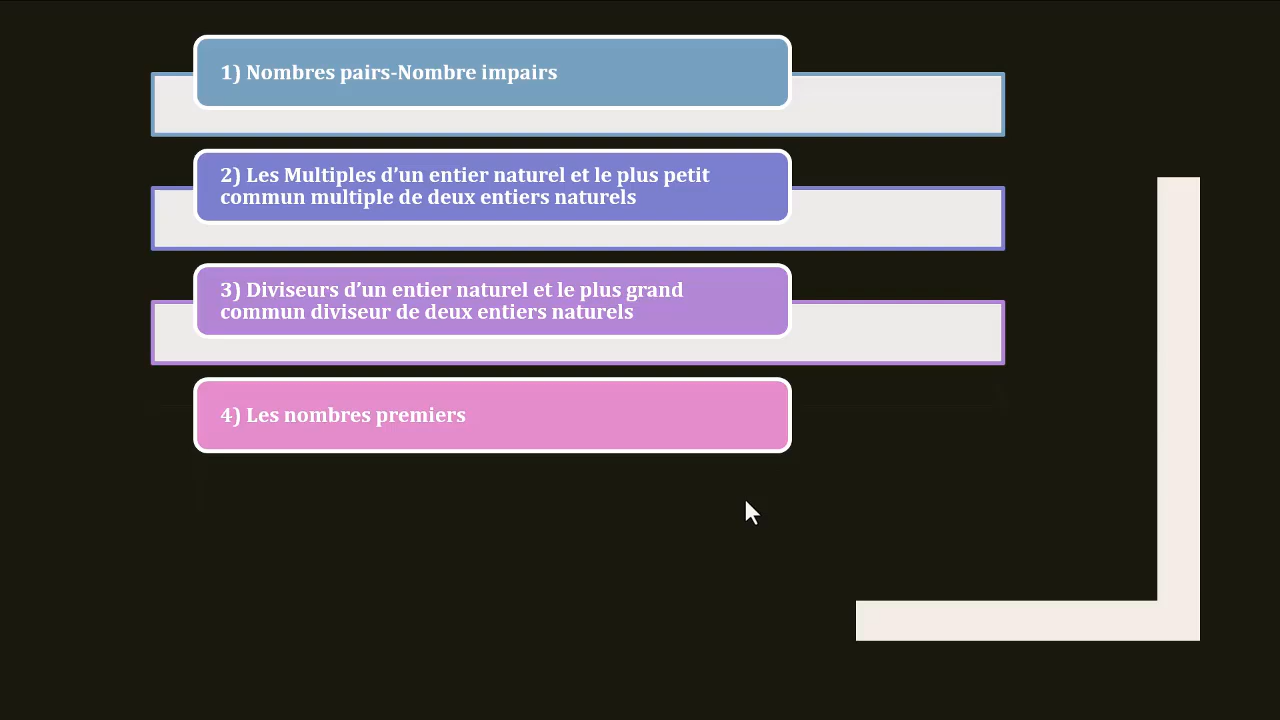 1) Nombres pairs-Nombre impairs
2) Les Multiples d’un entier naturel et le plus petit
commun multiple de deux entiers naturels
3) Diviseurs d’un entier naturel et le plus grand
commun diviseur de deux entiers naturels
4) Les nombres premiers